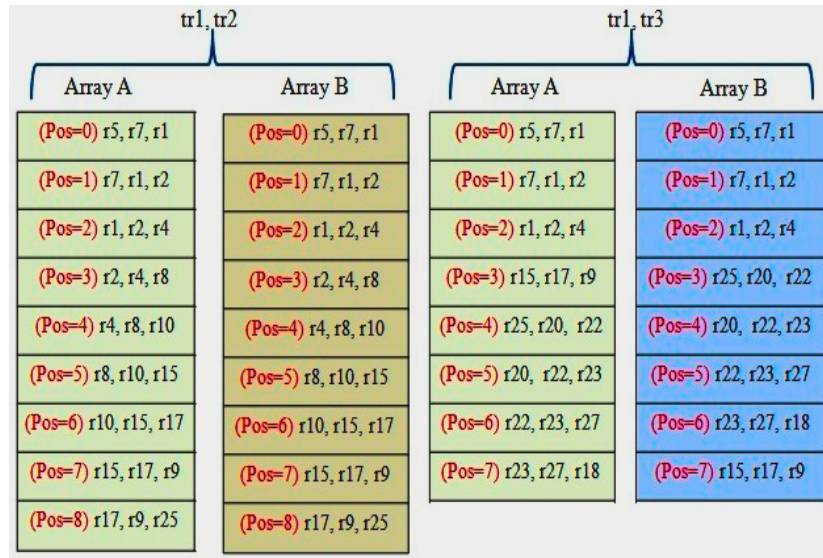 tr1, tr2
tr1, tr3
Array A
Array B
Array A
Array B
(Pos=0) r5, r7, r1
(Pos=1) r7, r1, r2
(Pos=2) r1, r2, r4
(Pos=3) r2, r4, r8
(Pos=4) r4, r8, r10
(Pos=5) r8, r10, r15
(Pos=6) r10, r15, r17
(Pos=7) r15, r17, r9
(Pos=8) r17, r9, r25
(Pos=0) r5, r7, r1
(Pos=1) r7, r1, r2
(Pos=2) r1, r2, r4
(Pos=3) r2, r4, r8
(Pos=4) r4, r8, r10
(Pos=5) r8, r10, r15
(Pos=6) r10, r15, r17
(Pos=7) r15, r17, r9
(Pos=8) r17, r9, r25
(Pos=0) r5, r7, r1
(Pos=1) r7, r1, r2
(Pos=2) r1, r2, r4
(Pos=3) r15, r17, r9
(Pos=4) r25, r20, r22
(Pos=5) r20, r22, r23
(Pos=6) r22, r23, r27
(Pos=7) r23, r27, r18
(Pos=0) r5, r7, r1
(Pos=1) r7, r1, r2
(Pos=2) r1, r2, r4
(Pos=3) r25, r20, r22
(Pos=4) r20, r22, r23
(Pos=5) r22, r23, r27
(Pos=6) r23, r27, r18
(Pos=7) r15, r17, r9